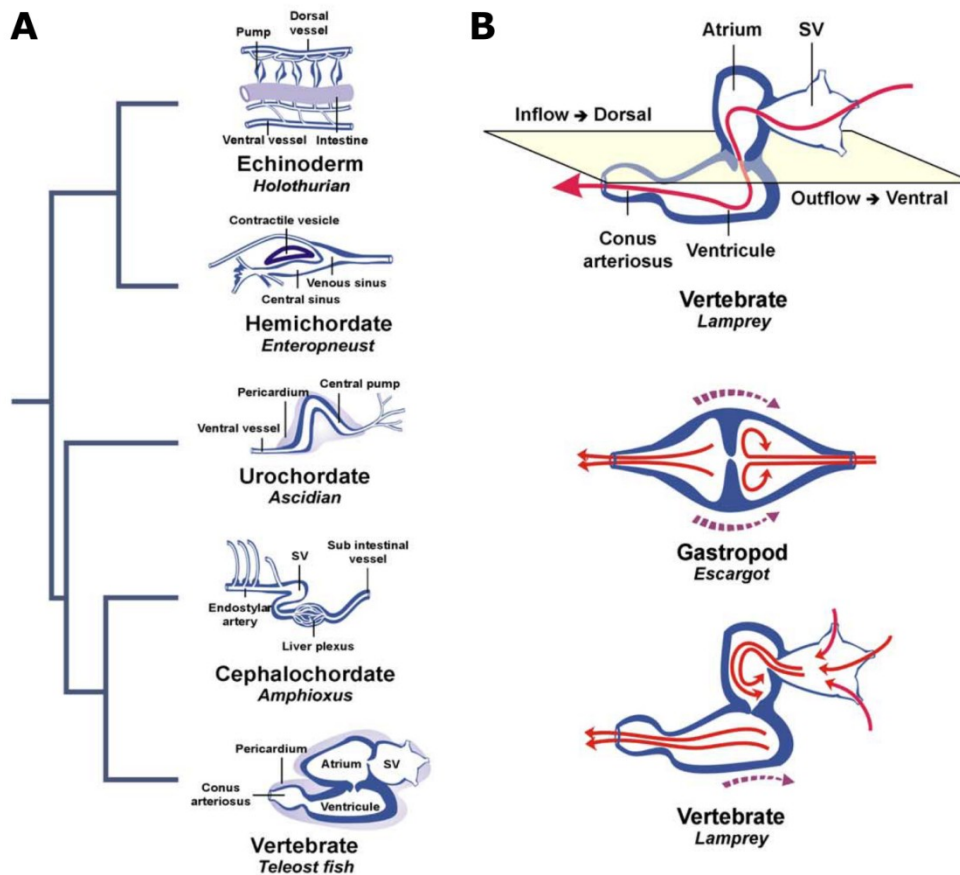 A
Dorsal
vessel
Pump
Ventral vessel
Intestine
Echinoderm
Holothurian
Contractile vesicle
Venous sinus
Central sinus
Hemichordate
Enteropneust
Central pump
Pericardium
Ventral vessel
Urochordate
Ascidian
SV
Sub intestinal
vessel
Endostylar
artery
Liver plexus
Cephalochordate
Amphioxus
Pericardium
Atrium
SV
Conus
arteriosus
Ventricule
Vertebrate
Teleost fish
B
Atrium
SV
Inflow → Dorsal
Outflow → Ventral
Conus
arteriosus
Ventricule
Vertebrate
Lamprey
Gastropod
Escargot
Vertebrate
Lamprey